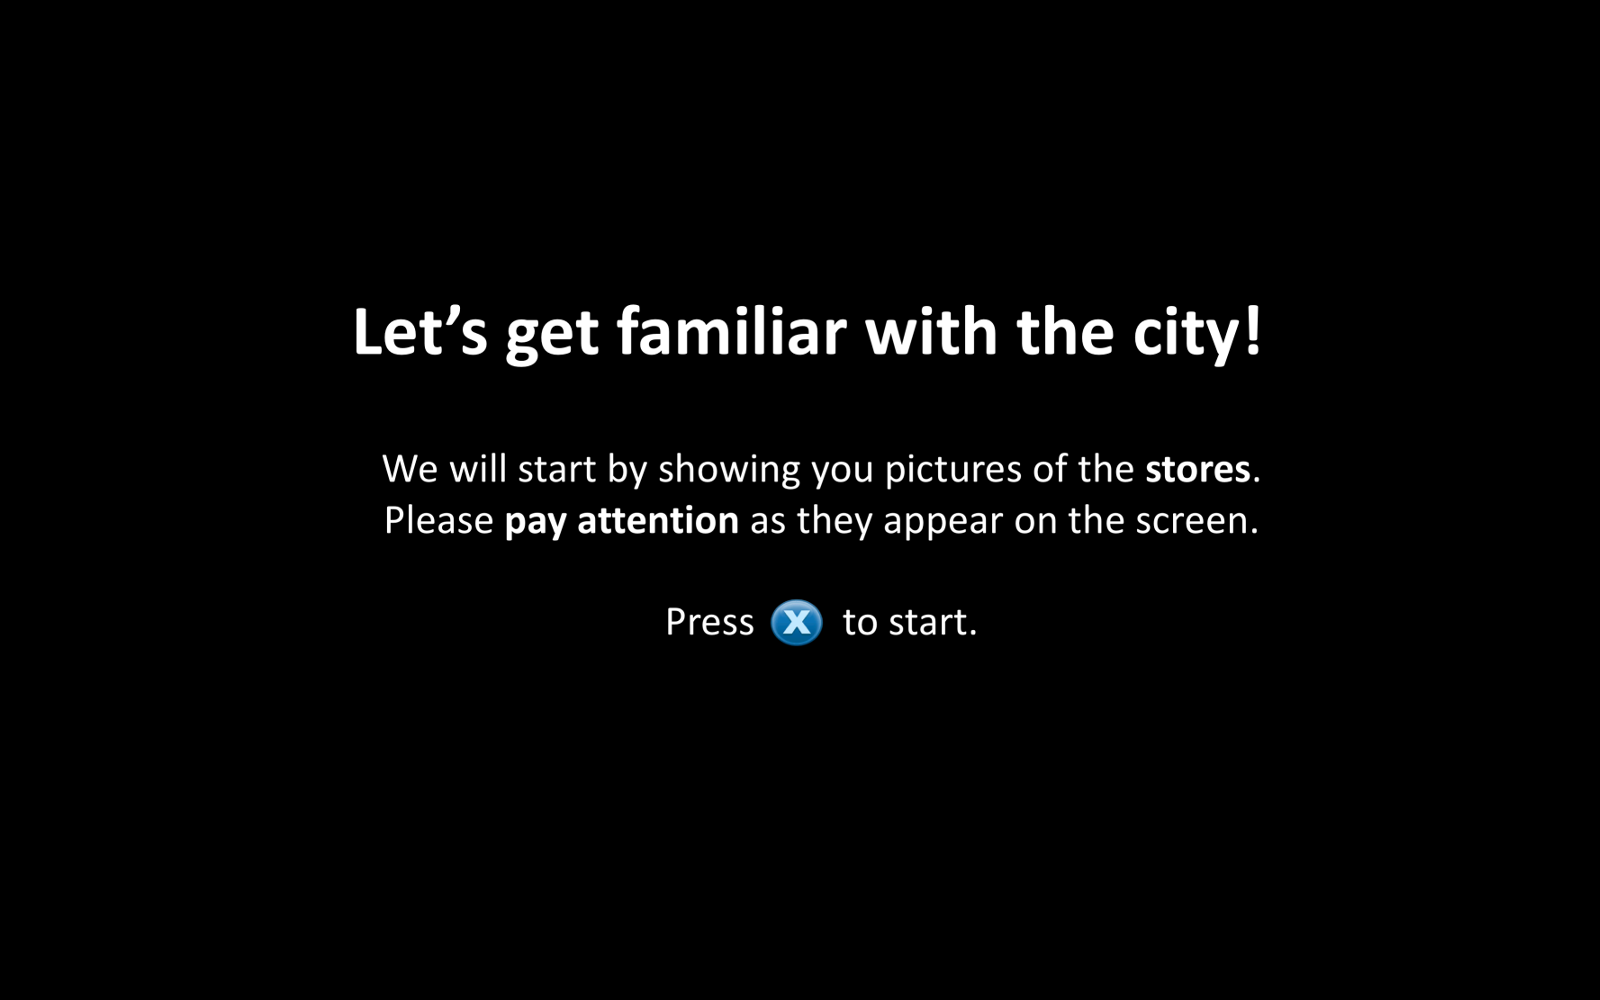 Let’s get familiar with the city!
We will start by showing you pictures of the stores.
Please pay attention as they appear on the screen.
Press X to start.